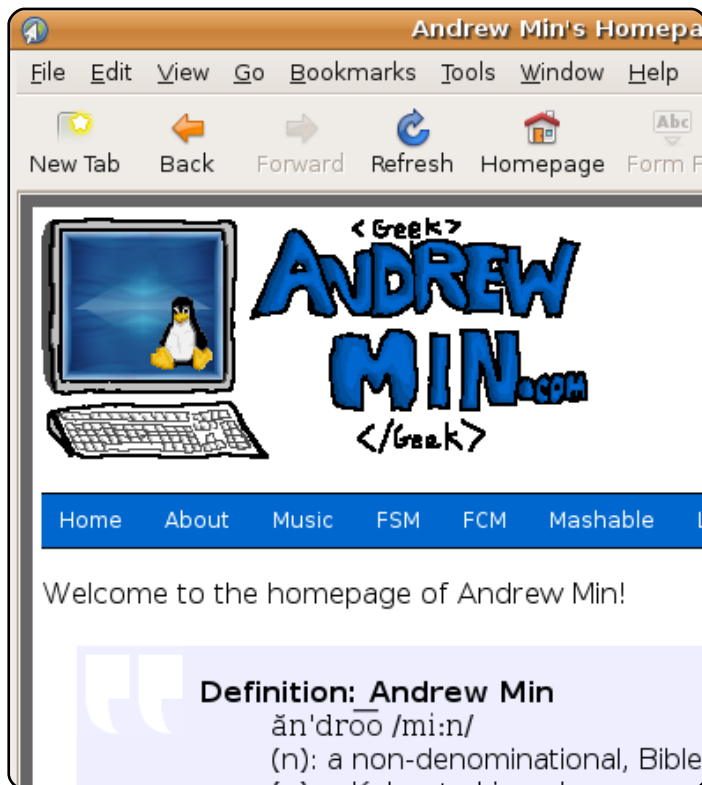 Andrew Min's Homepa
File Edit View Go Bookmarks Tools Window Help
Abc
New Tab Back Forward Refresh Homepage Form F
<Geek>
ANDREW
MIN.COM
</Geek>
Home About Music FSM FCM Mashable L
Welcome to the homepage of Andrew Min!
Definition: Andrew Min
ăn'dro͞o /mi:n/
(n): a non-denominational, Bible